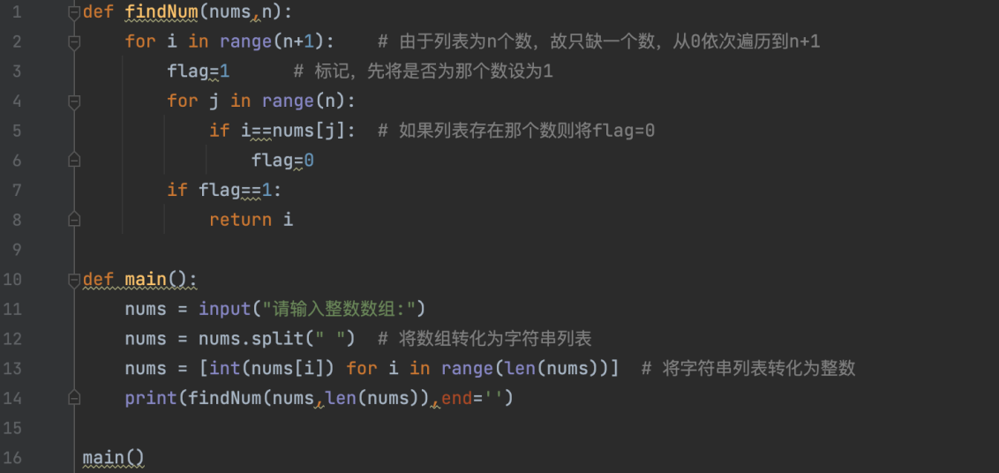 1 def findNum(nums,n):
2 for i in range(n+1): # 由于列表为n个数，故只缺一个数，从0依次遍历到n+1
3 flag=1 # 标记，先将是否为那个数设为1
4 for j in range(n):
5 if i==nums[j]: # 如果列表存在那个数则将flag=0
6 flag=0
7 if flag==1:
8 return i
9
10 def main():
11 nums = input("请输入整数数组:")
12 nums = nums.split(" ") # 将数组转化为字符串列表
13 nums = [int(nums[i]) for i in range(len(nums))] # 将字符串列表转化为整数
14 print(findNum(nums,len(nums)),end='')
15
16 main()